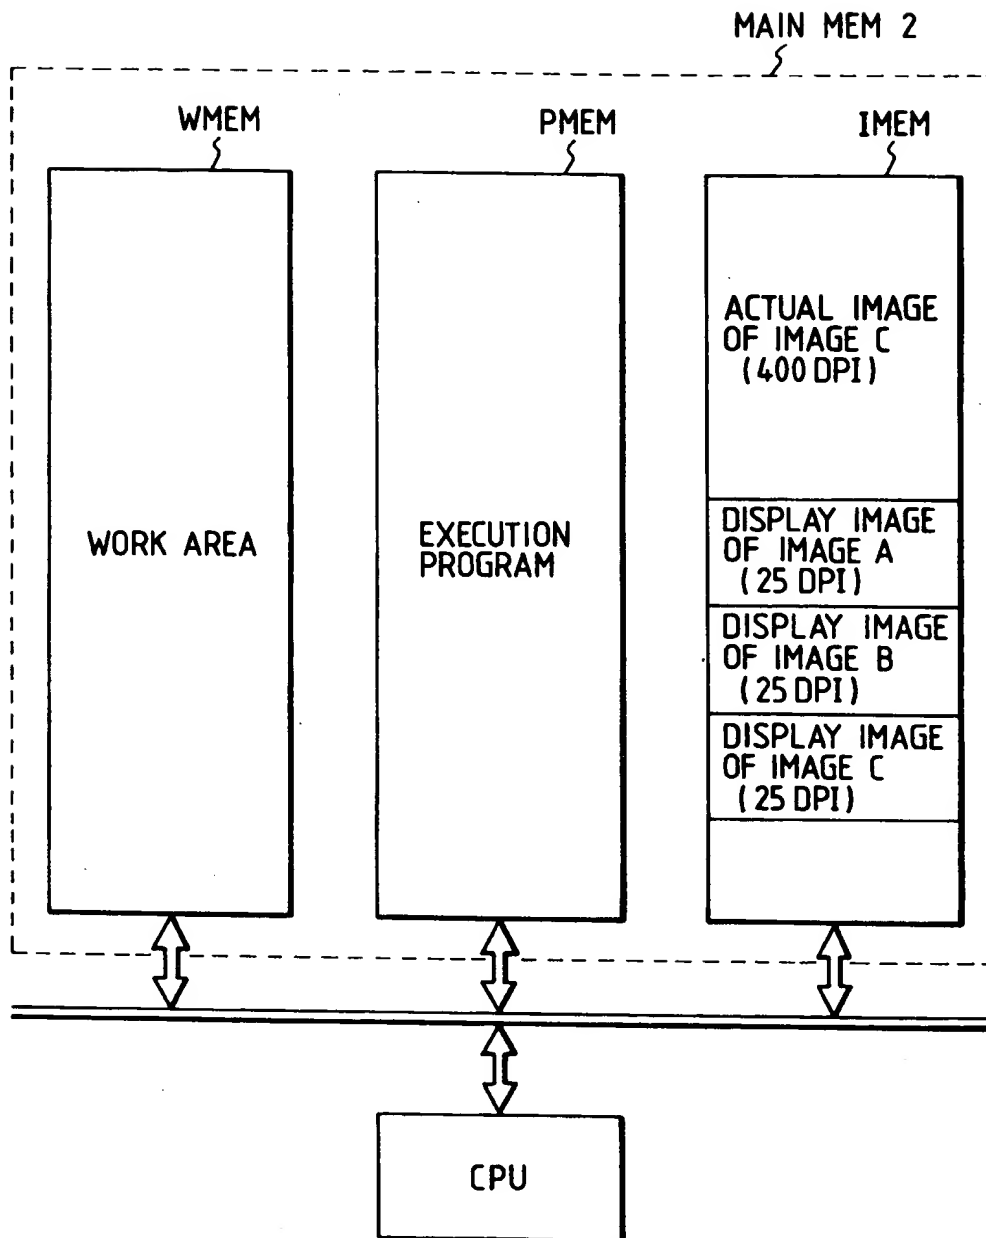 MAIN MEM 2
WMEM
PMEM
IMEM
WORK AREA
EXECUTION
PROGRAM
ACTUAL IMAGE
OF IMAGE C
(400 DPI)
DISPLAY IMAGE
OF IMAGE A
(25 DPI)
DISPLAY IMAGE
OF IMAGE B
(25 DPI)
DISPLAY IMAGE
OF IMAGE C
(25 DPI)
CPU